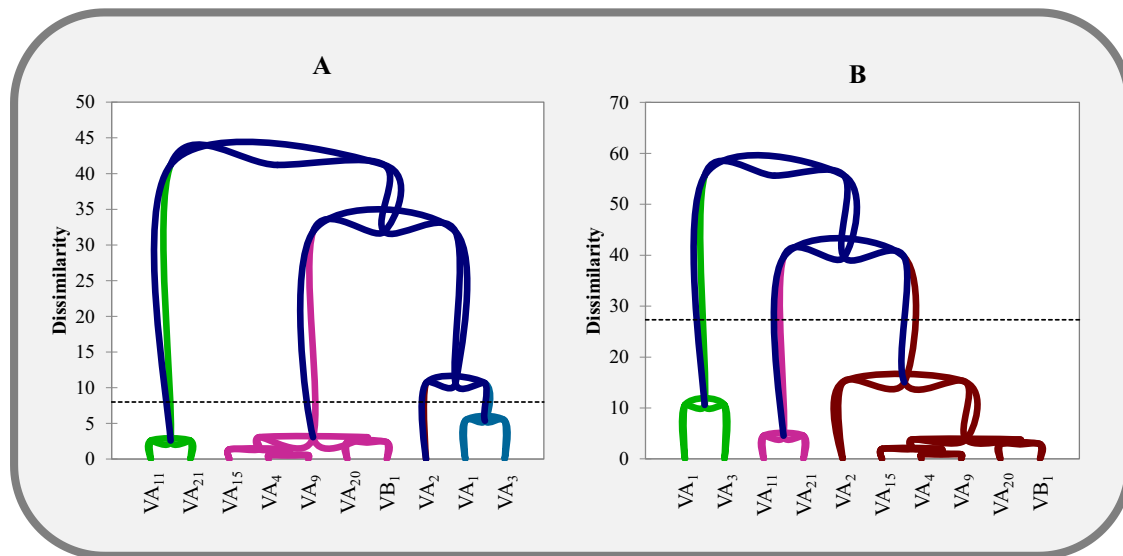 A
50
45
40
35
30
25
20
15
10
5
0
Dissimilarity
VA₁₁
VA₂₁
VA₁₅
VA₄
VA₉
VA₂₀
VB₁
VA₂
VA₁
VA₃
B
70
60
50
40
30
20
10
0
Dissimilarity
VA₁
VA₃
VA₁₁
VA₂₁
VA₂
VA₁₅
VA₄
VA₉
VA₂₀
VB₁